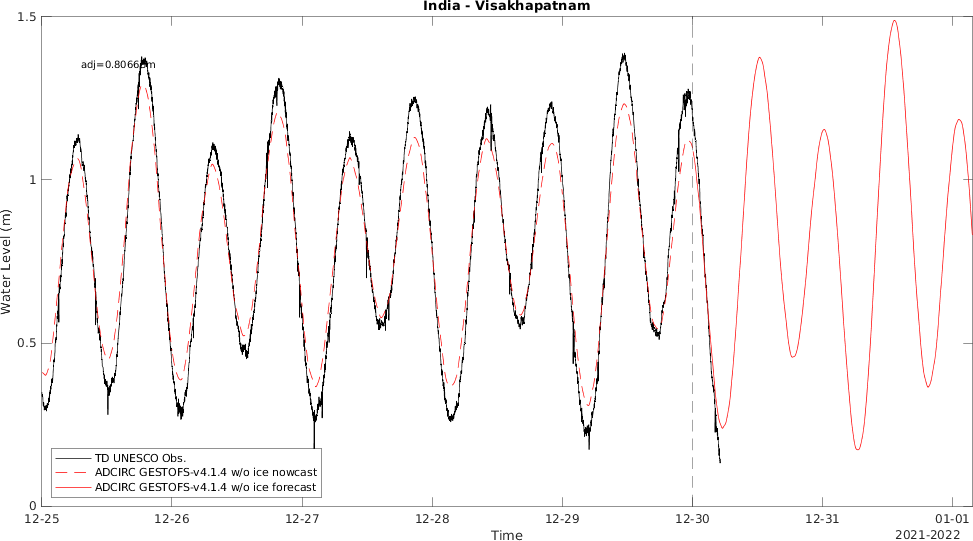 India - Visakhapatnam
1.5
adj=0.8066
1
Water Level (m)
0.5
TD UNESCO Obs.
ADCIRC GESTOFS-v4.1.4 w/o ice nowcast
ADCIRC GESTOFS-v4.1.4 w/o ice forecast
0
12-25 12-26 12-27 12-28 12-29 12-30 12-31 01-01
Time
2021-2022